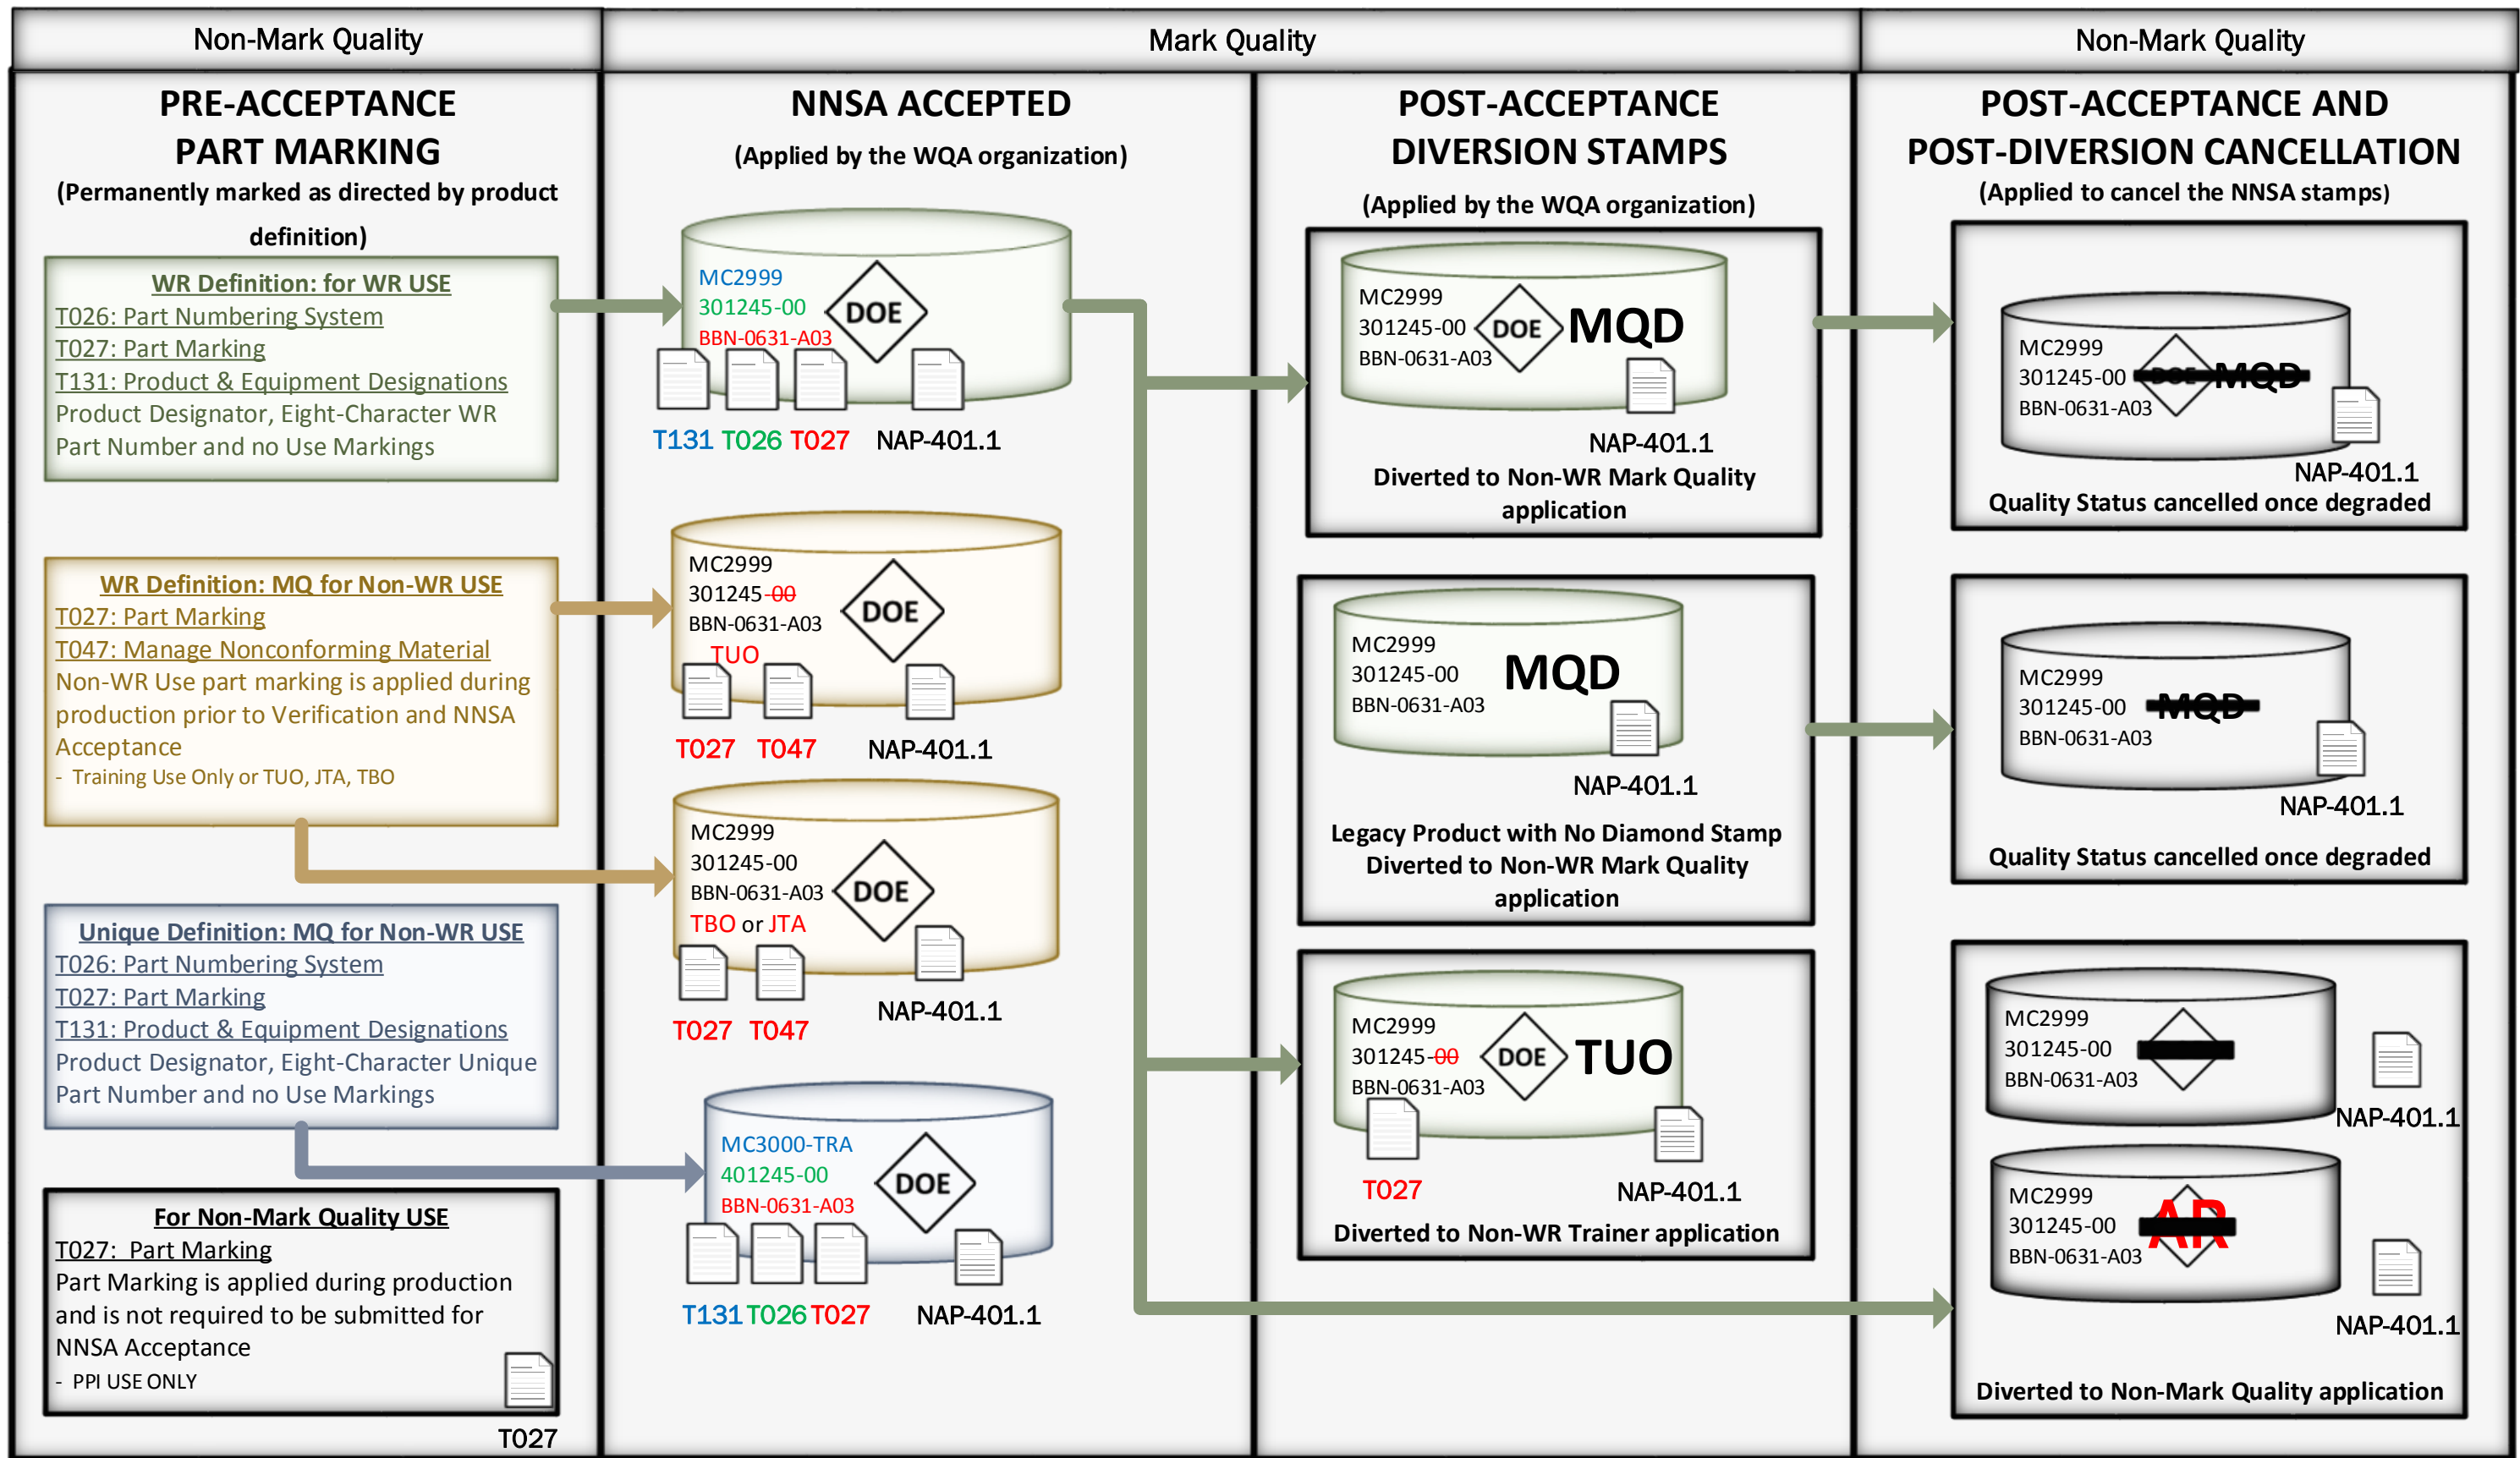 Non-Mark Quality
Mark Quality
Non-Mark Quality
PRE-ACCEPTANCE
PART MARKING
(Permanently marked as directed by product
definition)
WR Definition: for WR USE
T026: Part Numbering System
T027: Part Marking
T131: Product & Equipment Designations
Product Designator, Eight-Character WR
Part Number and no Use Markings
WR Definition: MQ for Non-WR USE
T027: Part Marking
T047: Manage Nonconforming Material
Non-WR Use part marking is applied during
production prior to Verification and NNSA
Acceptance
- Training Use Only or TUO, JTA, TBO
Unique Definition: MQ for Non-WR USE
T026: Part Numbering System
T027: Part Marking
T131: Product & Equipment Designations
Product Designator, Eight-Character Unique
Part Number and no Use Markings
For Non-Mark Quality USE
T027: Part Marking
Part Marking is applied during production
and is not required to be submitted for
NNSA Acceptance
- PPI USE ONLY
T027
NNSA ACCEPTED
(Applied by the WQA organization)
MC2999
301245-00
BBN-0631-A03
DOE
T131 T026 T027 NAP-401.1
MC2999
301245-00
BBN-0631-A03
TUO
DOE
T027 T047 NAP-401.1
MC2999
301245-00
BBN-0631-A03
TBO or JTA
DOE
T027 T047 NAP-401.1
MC3000-TRA
401245-00
BBN-0631-A03
DOE
T131 T026 T027 NAP-401.1
POST-ACCEPTANCE
DIVERSION STAMPS
(Applied by the WQA organization)
MC2999
301245-00
BBN-0631-A03
DOE MQD
NAP-401.1
Diverted to Non-WR Mark Quality
application
MC2999
301245-00
BBN-0631-A03
MQD
NAP-401.1
Legacy Product with No Diamond Stamp
Diverted to Non-WR Mark Quality
application
MC2999
301245-00
BBN-0631-A03
DOE TUO
T027 NAP-401.1
Diverted to Non-WR Trainer application
POST-ACCEPTANCE AND
POST-DIVERSION CANCELLATION
(Applied to cancel the NNSA stamps)
MC2999
301245-00
BBN-0631-A03
DOE MQD
NAP-401.1
Quality Status cancelled once degraded
MC2999
301245-00
BBN-0631-A03
MQD
NAP-401.1
Quality Status cancelled once degraded
MC2999
301245-00
BBN-0631-A03
NAP-401.1
MC2999
301245-00
BBN-0631-A03
AR
NAP-401.1
Diverted to Non-Mark Quality application